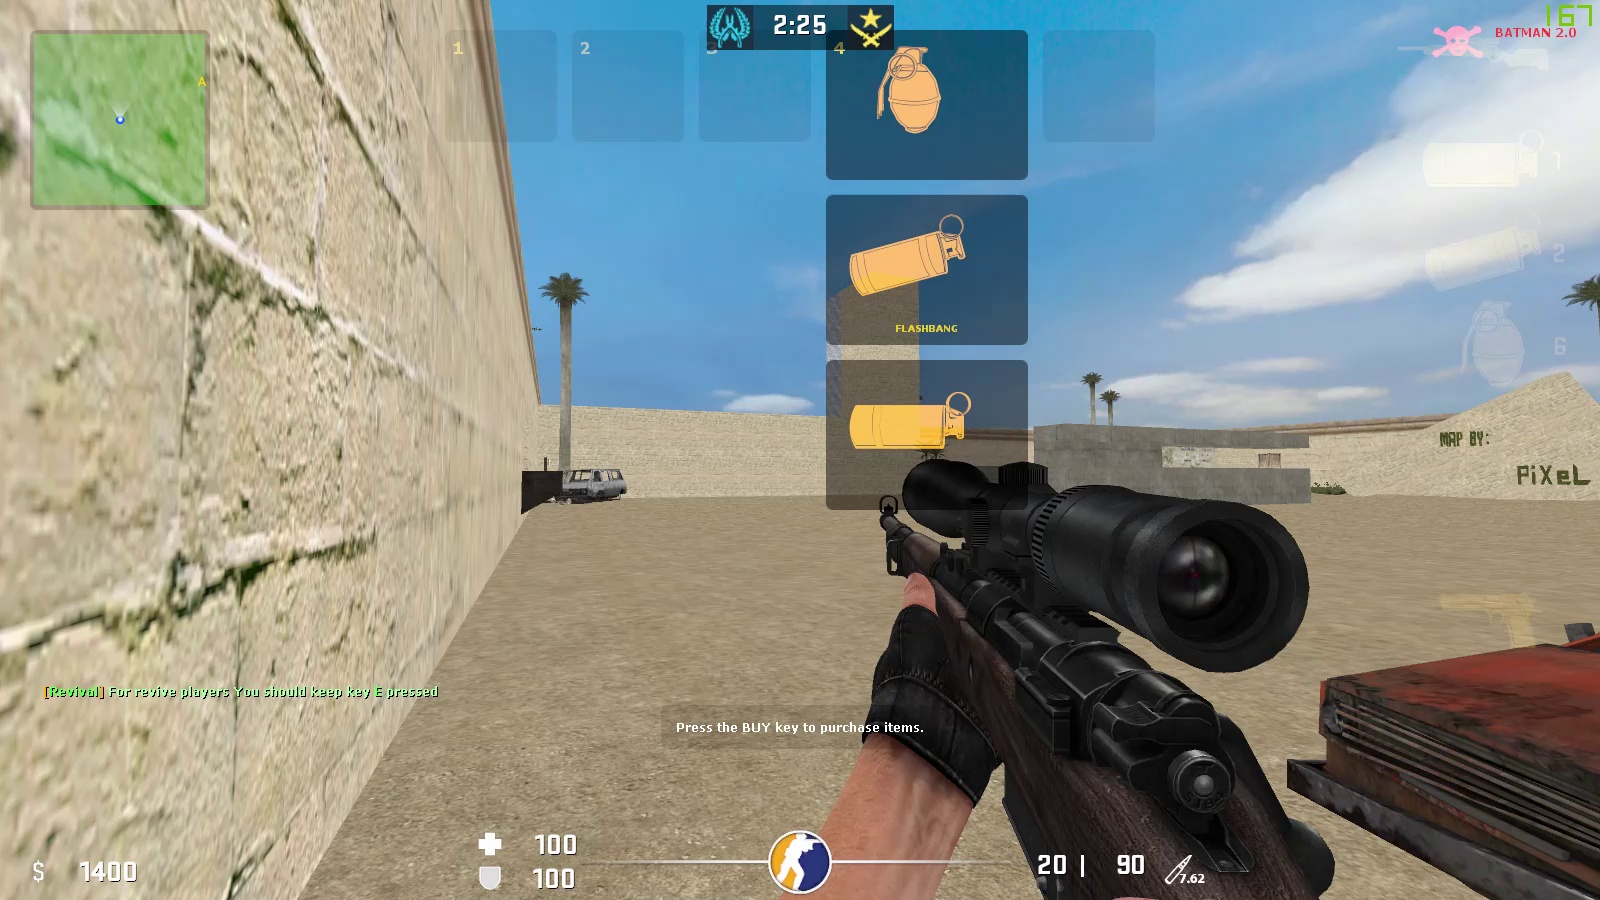 167
2:25
BATMAN 2.0
1
2
3
4
A
1
2
FLASHBANG
6
MAP BY:
PiXeL
[Revival] For revive players You should keep key E pressed
Press the BUY key to purchase items.
100
$ 1400
100
20 | 90
7.62